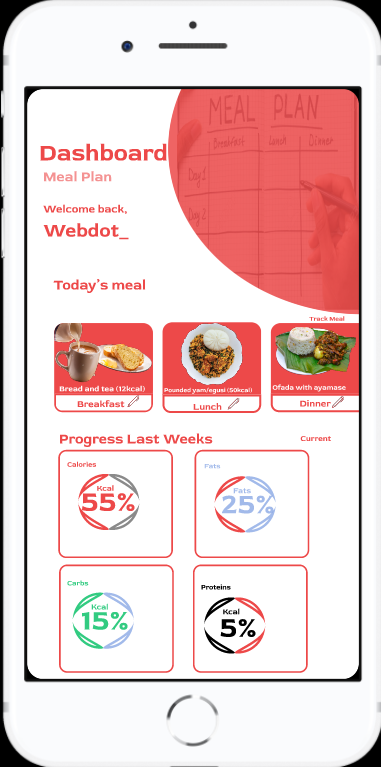 MEAL PLAN
Breakfast lunch Dinner
Dashboard
Day 1
Meal Plan
Welcome back,
Day 2
Webdot_
Today's meal
Track Meal
Bread and tea (12kcal)
Breakfast
Pounded yam/egusi (50kcal)
Lunch
Ofada with ayamase
Dinner
Progress Last Weeks
Current
Calories
Kcal
55%
Fats
Fats
25%
Carbs
Kcal
15%
Proteins
Kcal
5%